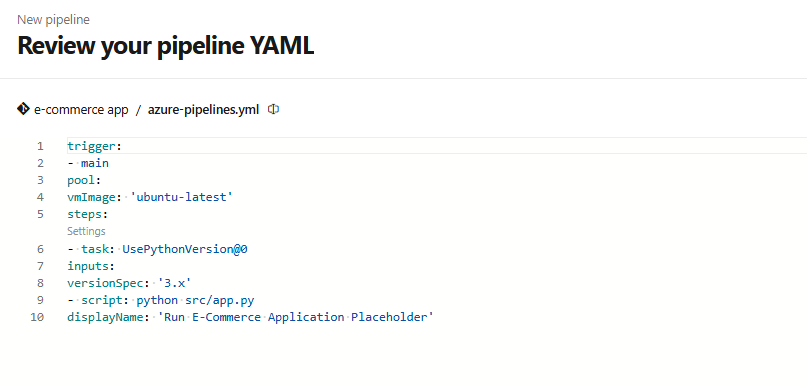 New pipeline
Review your pipeline YAML
e-commerce app / azure-pipelines.yml
1 trigger:
2 - main
3 pool:
4 vmImage: 'ubuntu-latest'
5 steps:
Settings
6 - task: UsePythonVersion@0
7 inputs:
8 versionSpec: '3.x'
9 - script: python src/app.py
10 displayName: 'Run E-Commerce Application Placeholder'